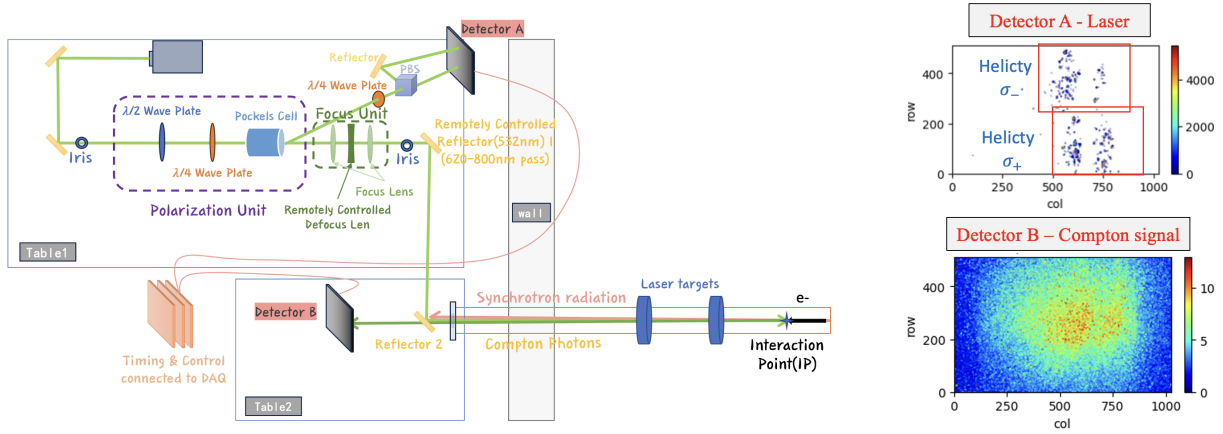 Detector A
Reflector
PBS
λ/4 Wave Plate
λ/2 Wave Plate
Pockels Cell
Focus Unit
Iris
λ/4 Wave Plate
Iris
Remotely Controlled
Reflector(532nm) |
(620-800nm pass)
Focus Lens
Polarization Unit
Remotely Controlled
Defocus Len
wall
Table1
Detector B
Synchrotron radiation
Laser targets
e-
Reflector 2
Compton Photons
Interaction
Point(IP)
Timing & Control
connected to DAQ
Table2
Detector A - Laser
Helicty
σ−
Helicty
σ+
row
400
200
200
0
0
250
500
750
1000
col
4000
2000
0
Detector B – Compton signal
row
400
200
0
0
250
500
750
1000
col
10
5
0